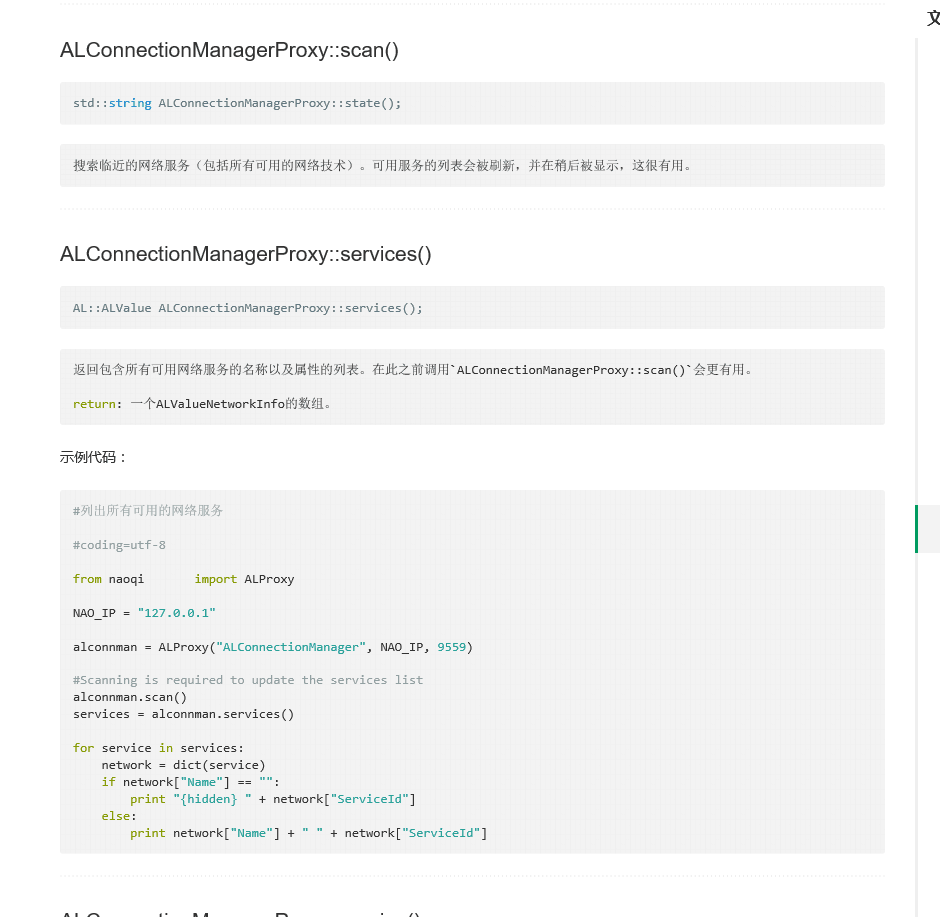 文
ALConnectionManagerProxy::scan()
std::string ALConnectionManagerProxy::state();
搜索临近的网络服务（包括所有可用的网络技术）。可用服务的列表会被刷新，并在稍后被显示，这很有用。
ALConnectionManagerProxy::services()
AL::ALValue ALConnectionManagerProxy::services();
返回包含所有可用网络服务的名称以及属性的列表。在此之前调用`ALConnectionManagerProxy::scan()`会更有用。
return: 一个ALValueNetworkInfo的数组。
示例代码：
#列出所有可用的网络服务
#coding=utf-8
from naoqi       import ALProxy
NAO_IP = "127.0.0.1"
alconnman = ALProxy("ALConnectionManager", NAO_IP, 9559)
#Scanning is required to update the services list
alconnman.scan()
services = alconnman.services()
for service in services:
    network = dict(service)
    if network["Name"] == "":
        print "{hidden} " + network["ServiceId"]
    else:
        print network["Name"] + " " + network["ServiceId"]